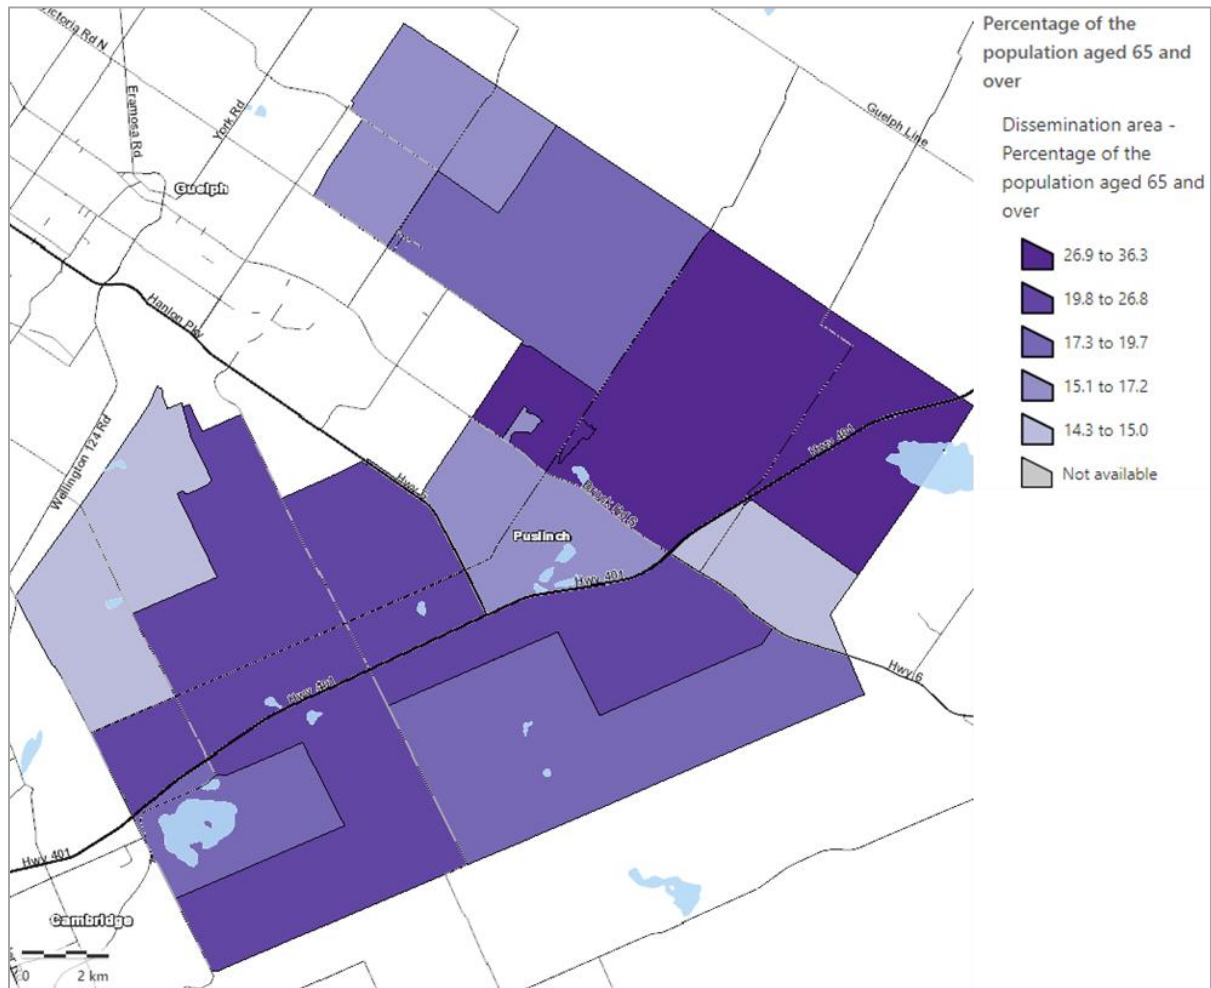 Victoria Rd N
Eramosa Rd
York Rd
Guelph
Guelph Line
Hanlon Pky
Wellington 124 Rd
Hwy 6
Hwy 401
Puslinch
Hwy 401
Hwy 401
Hwy 6
Hwy 401
Cambridge
0 2 km
Percentage of the
population aged 65 and
over
Dissemination area -
Percentage of the
population aged 65 and
over
26.9 to 36.3
19.8 to 26.8
17.3 to 19.7
15.1 to 17.2
14.3 to 15.0
Not available